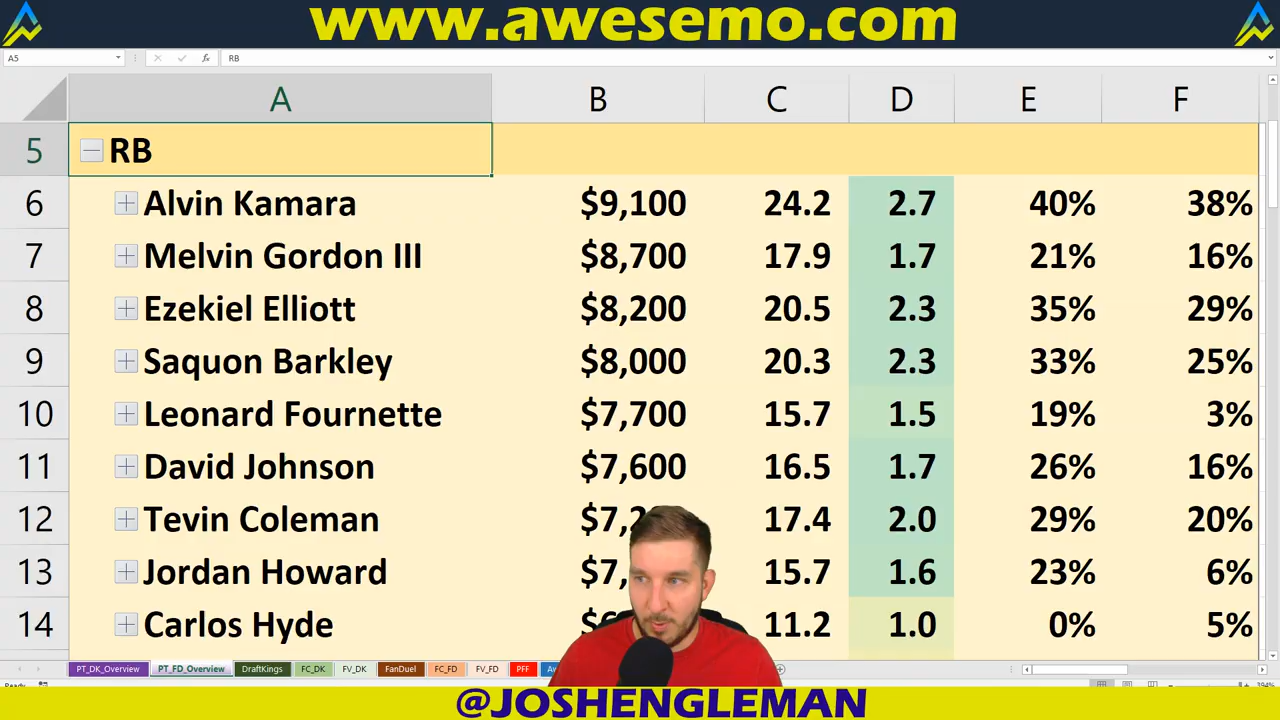 www.awesemo.com
A5 fx RB
A B C D E F
5 RB
6 Alvin Kamara $9,100 24.2 2.7 40% 38%
7 Melvin Gordon III $8,700 17.9 1.7 21% 16%
8 Ezekiel Elliott $8,200 20.5 2.3 35% 29%
9 Saquon Barkley $8,000 20.3 2.3 33% 25%
10 Leonard Fournette $7,700 15.7 1.5 19% 3%
11 David Johnson $7,600 16.5 1.7 26% 16%
12 Tevin Coleman $7,2 17.4 2.0 29% 20%
13 Jordan Howard $7, 15.7 1.6 23% 6%
14 Carlos Hyde 11.2 1.0 0% 5%
PT_DK_Overview PT_FD_Overview DraftKings FC_DK FV_DK FanDuel FC_FD FV_FD PFF
394%
@JOSHENGLEMAN